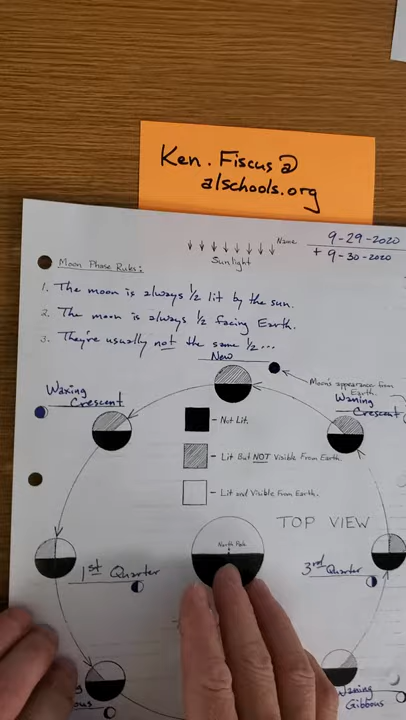 Ken.Fiscus@
alschools.org
Name 9-29-2020
+ 9-30-2020
Sunlight
Moon Phase Rules:
1. The moon is always 1/2 lit by the sun.
2. The moon is always 1/2 facing Earth.
3. They're usually not the same 1/2...
New
Moon's appearance from
Earth.
Waxing
Crescent
Waning
Crescent
- Not Lit.
- Lit But NOT Visible From Earth.
- Lit and Visible From Earth.
TOP VIEW
North Pole
1st Quarter
3rd Quarter
Waning
Gibbous